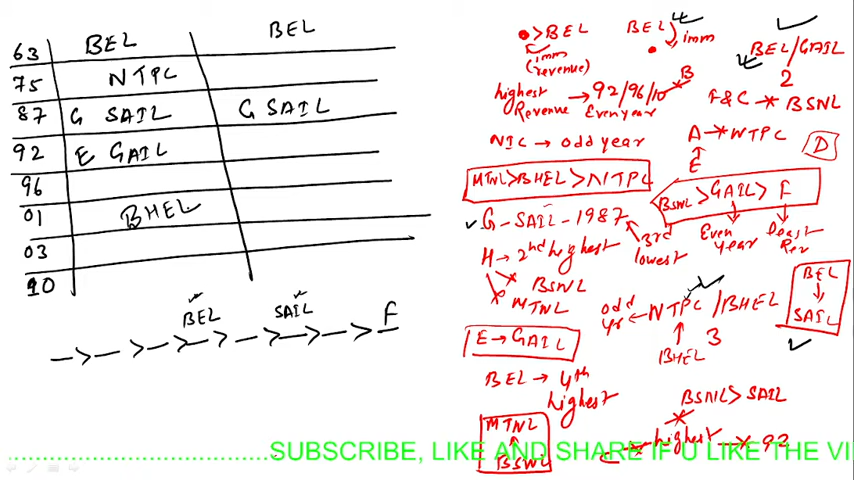 63 BEL BEL
75 NTPC
87 G SAIL G SAIL
92 E GAIL
96
01 BHEL
03
10
BEL SAIL F
_ > _ > _ > _ > _ > _ > _ > _
>BEL
imm
(revenue)
BEL
imm
BEL/GAIL
2
highest
Revenue → 92/96/10 B
Even year
F&C BSNL
NIC → odd year
A NTPC
E
D
MTNL>BHEL>NTPC
BSNL>GAIL>F
Even
year
least
Rev
G-SAIL-1987
3rd
lowest
H → 2nd highest
BSNL
MTNL
odd
yr ← NTPC/BHEL
3
BHEL
BEL
↓
SAIL
E → GAIL
BEL → 4th
highest
BSNL>SAIL
MTNL
↑
BSNL
C highest 92
SUBSCRIBE, LIKE AND SHARE IF U LIKE THE VI